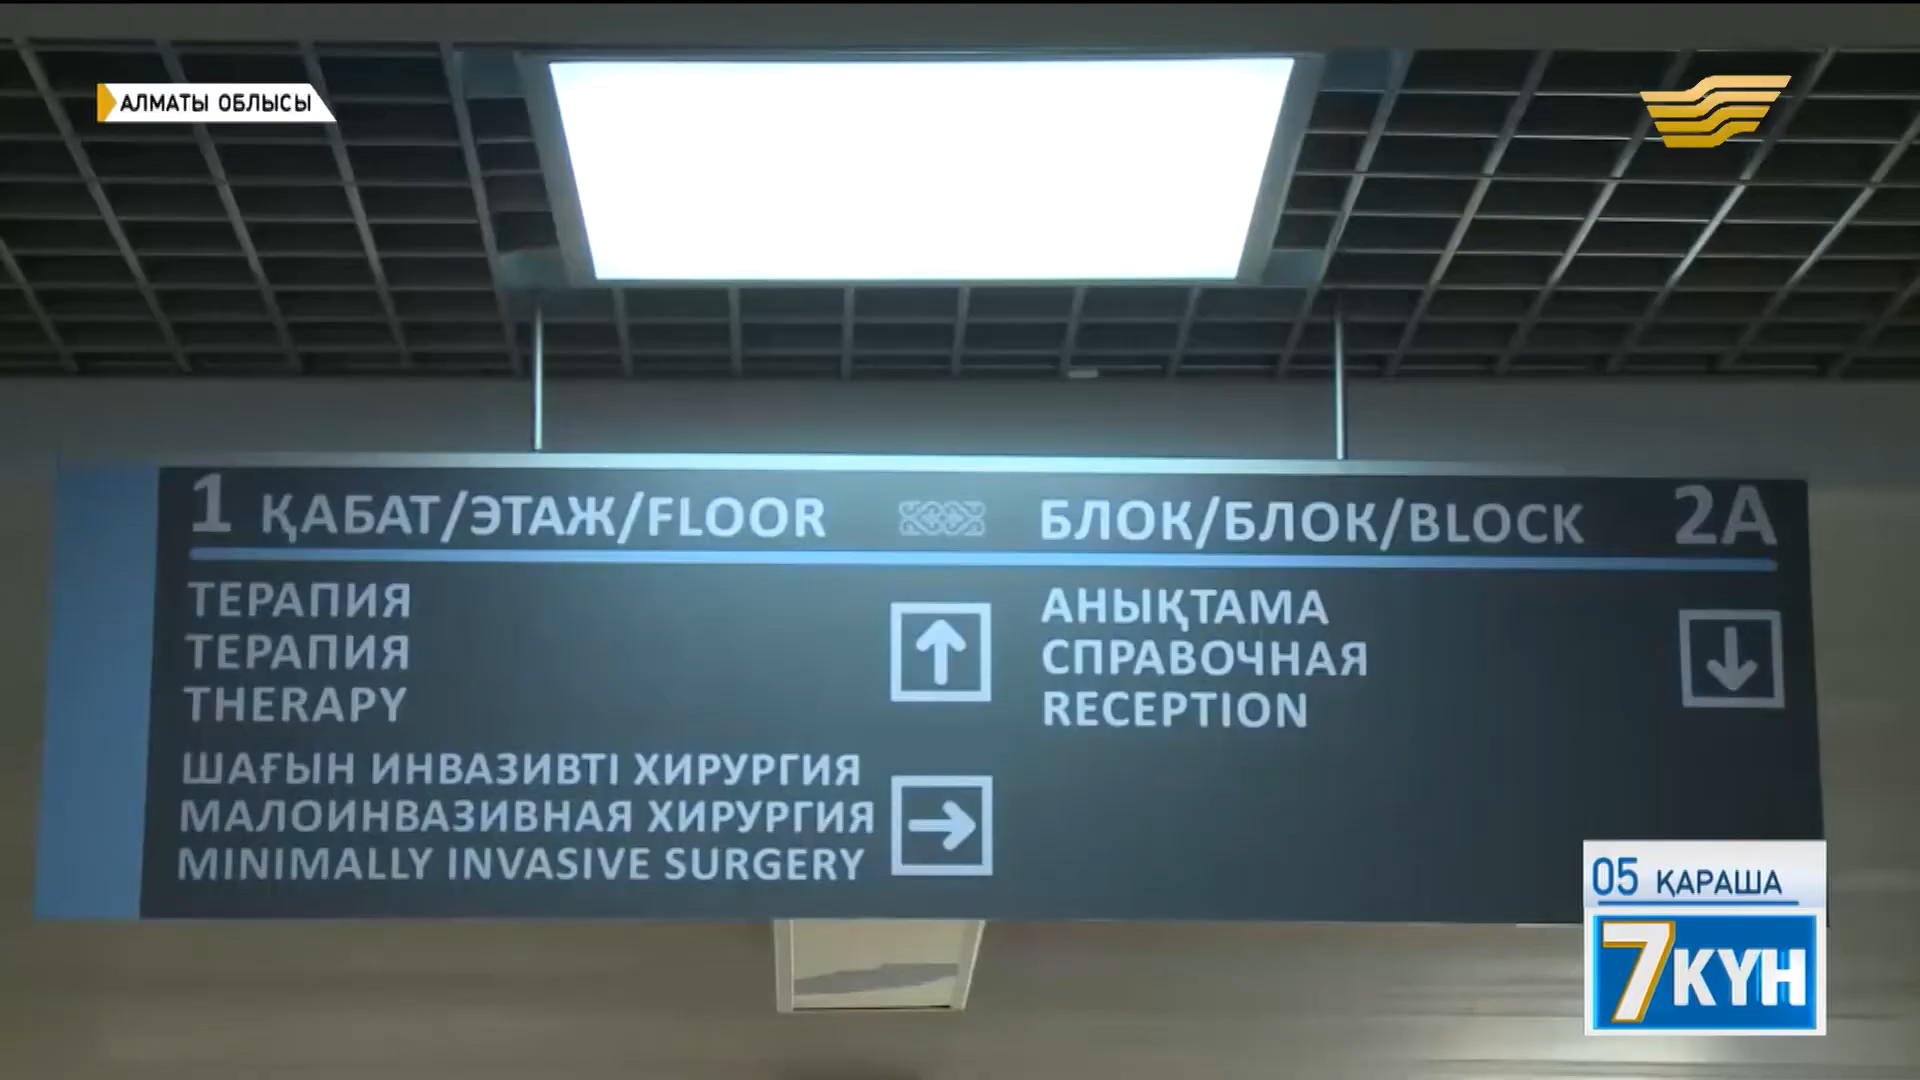 АЛМАТЫ ОБЛЫСЫ
1 ҚАБАТ/ЭТАЖ/FLOOR
БЛОК/БЛОК/BLOCK 2A
ТЕРАПИЯ
ТЕРАПИЯ
THERAPY
ШАҒЫН ИНВАЗИВТІ ХИРУРГИЯ
МАЛОИНВАЗИВНАЯ ХИРУРГИЯ
MINIMALLY INVASIVE SURGERY
АНЫҚТАМА
СПРАВОЧНАЯ
RECEPTION
05 ҚАРАША
7КҮН